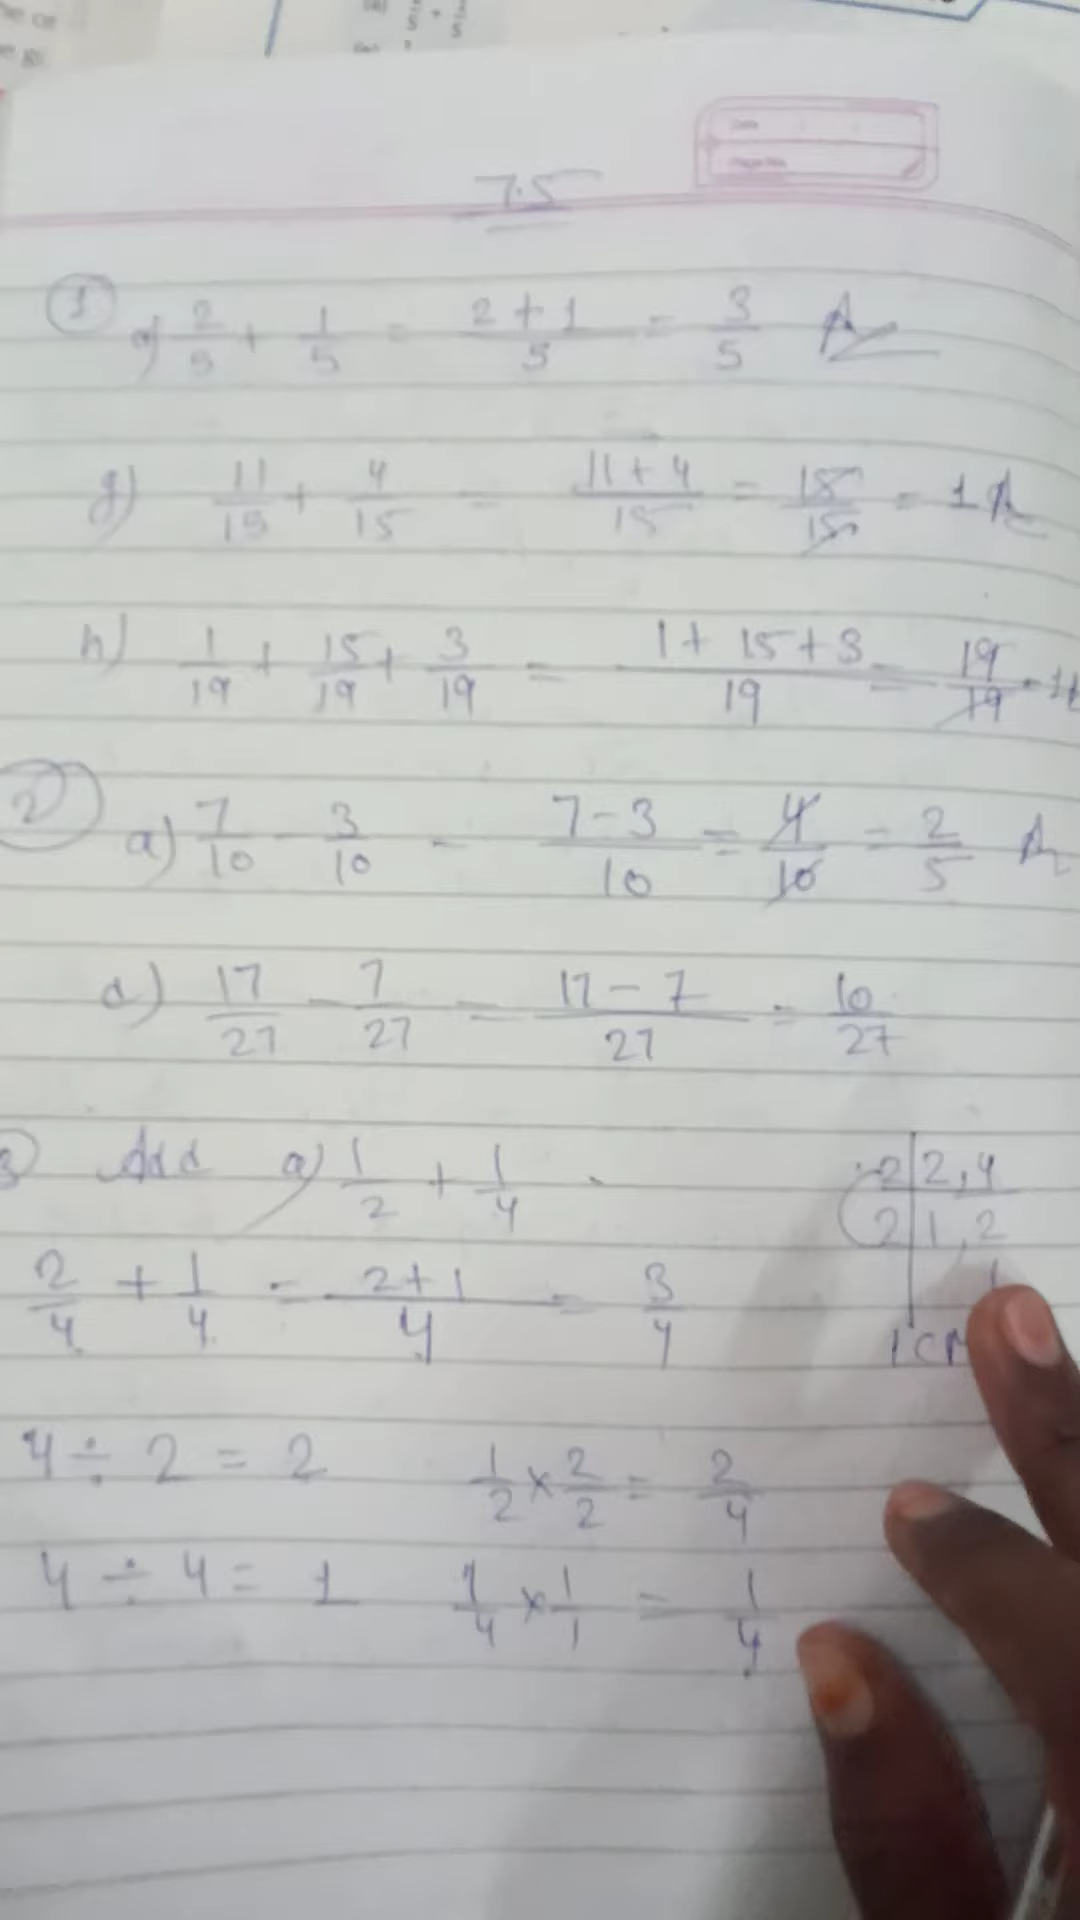 7.5
① a) 2/5 + 1/5 = 2 + 1/5 = 3/5 A
g) 11/15 + 4/15 = 11 + 4/15 = 15/15 = 1 A
h) 1/19 + 15/19 + 3/19 = 1 + 15 + 3/19 = 19/19 = 1
② a) 7/10 - 3/10 = 7 - 3/10 = 4/10 = 2/5 A
d) 17/27 - 7/27 = 17 - 7/27 = 10/27
③ Add a) 1/2 + 1/4
2 | 2, 4
2 | 1, 2
1
LCM
2/4 + 1/4 = 2 + 1/4 = 3/4
4 ÷ 2 = 2 1/2 × 2/2 = 2/4
4 ÷ 4 = 1 1/4 × 1/1 = 1/4